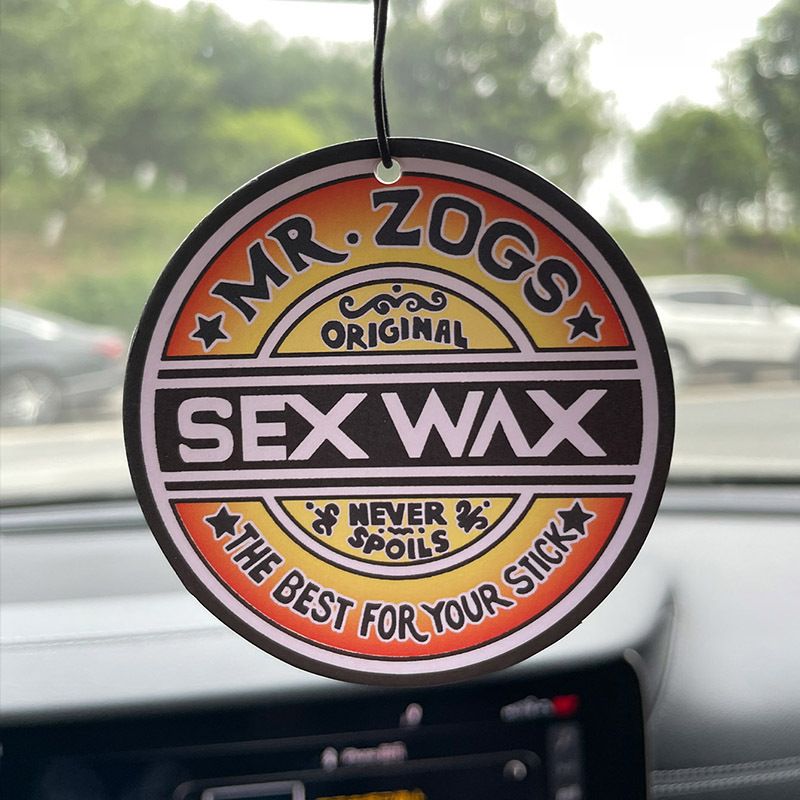 MR. ZOGS
ORIGINAL
SEX WAX
NEVER
SPOILS
THE BEST FOR YOUR STICK